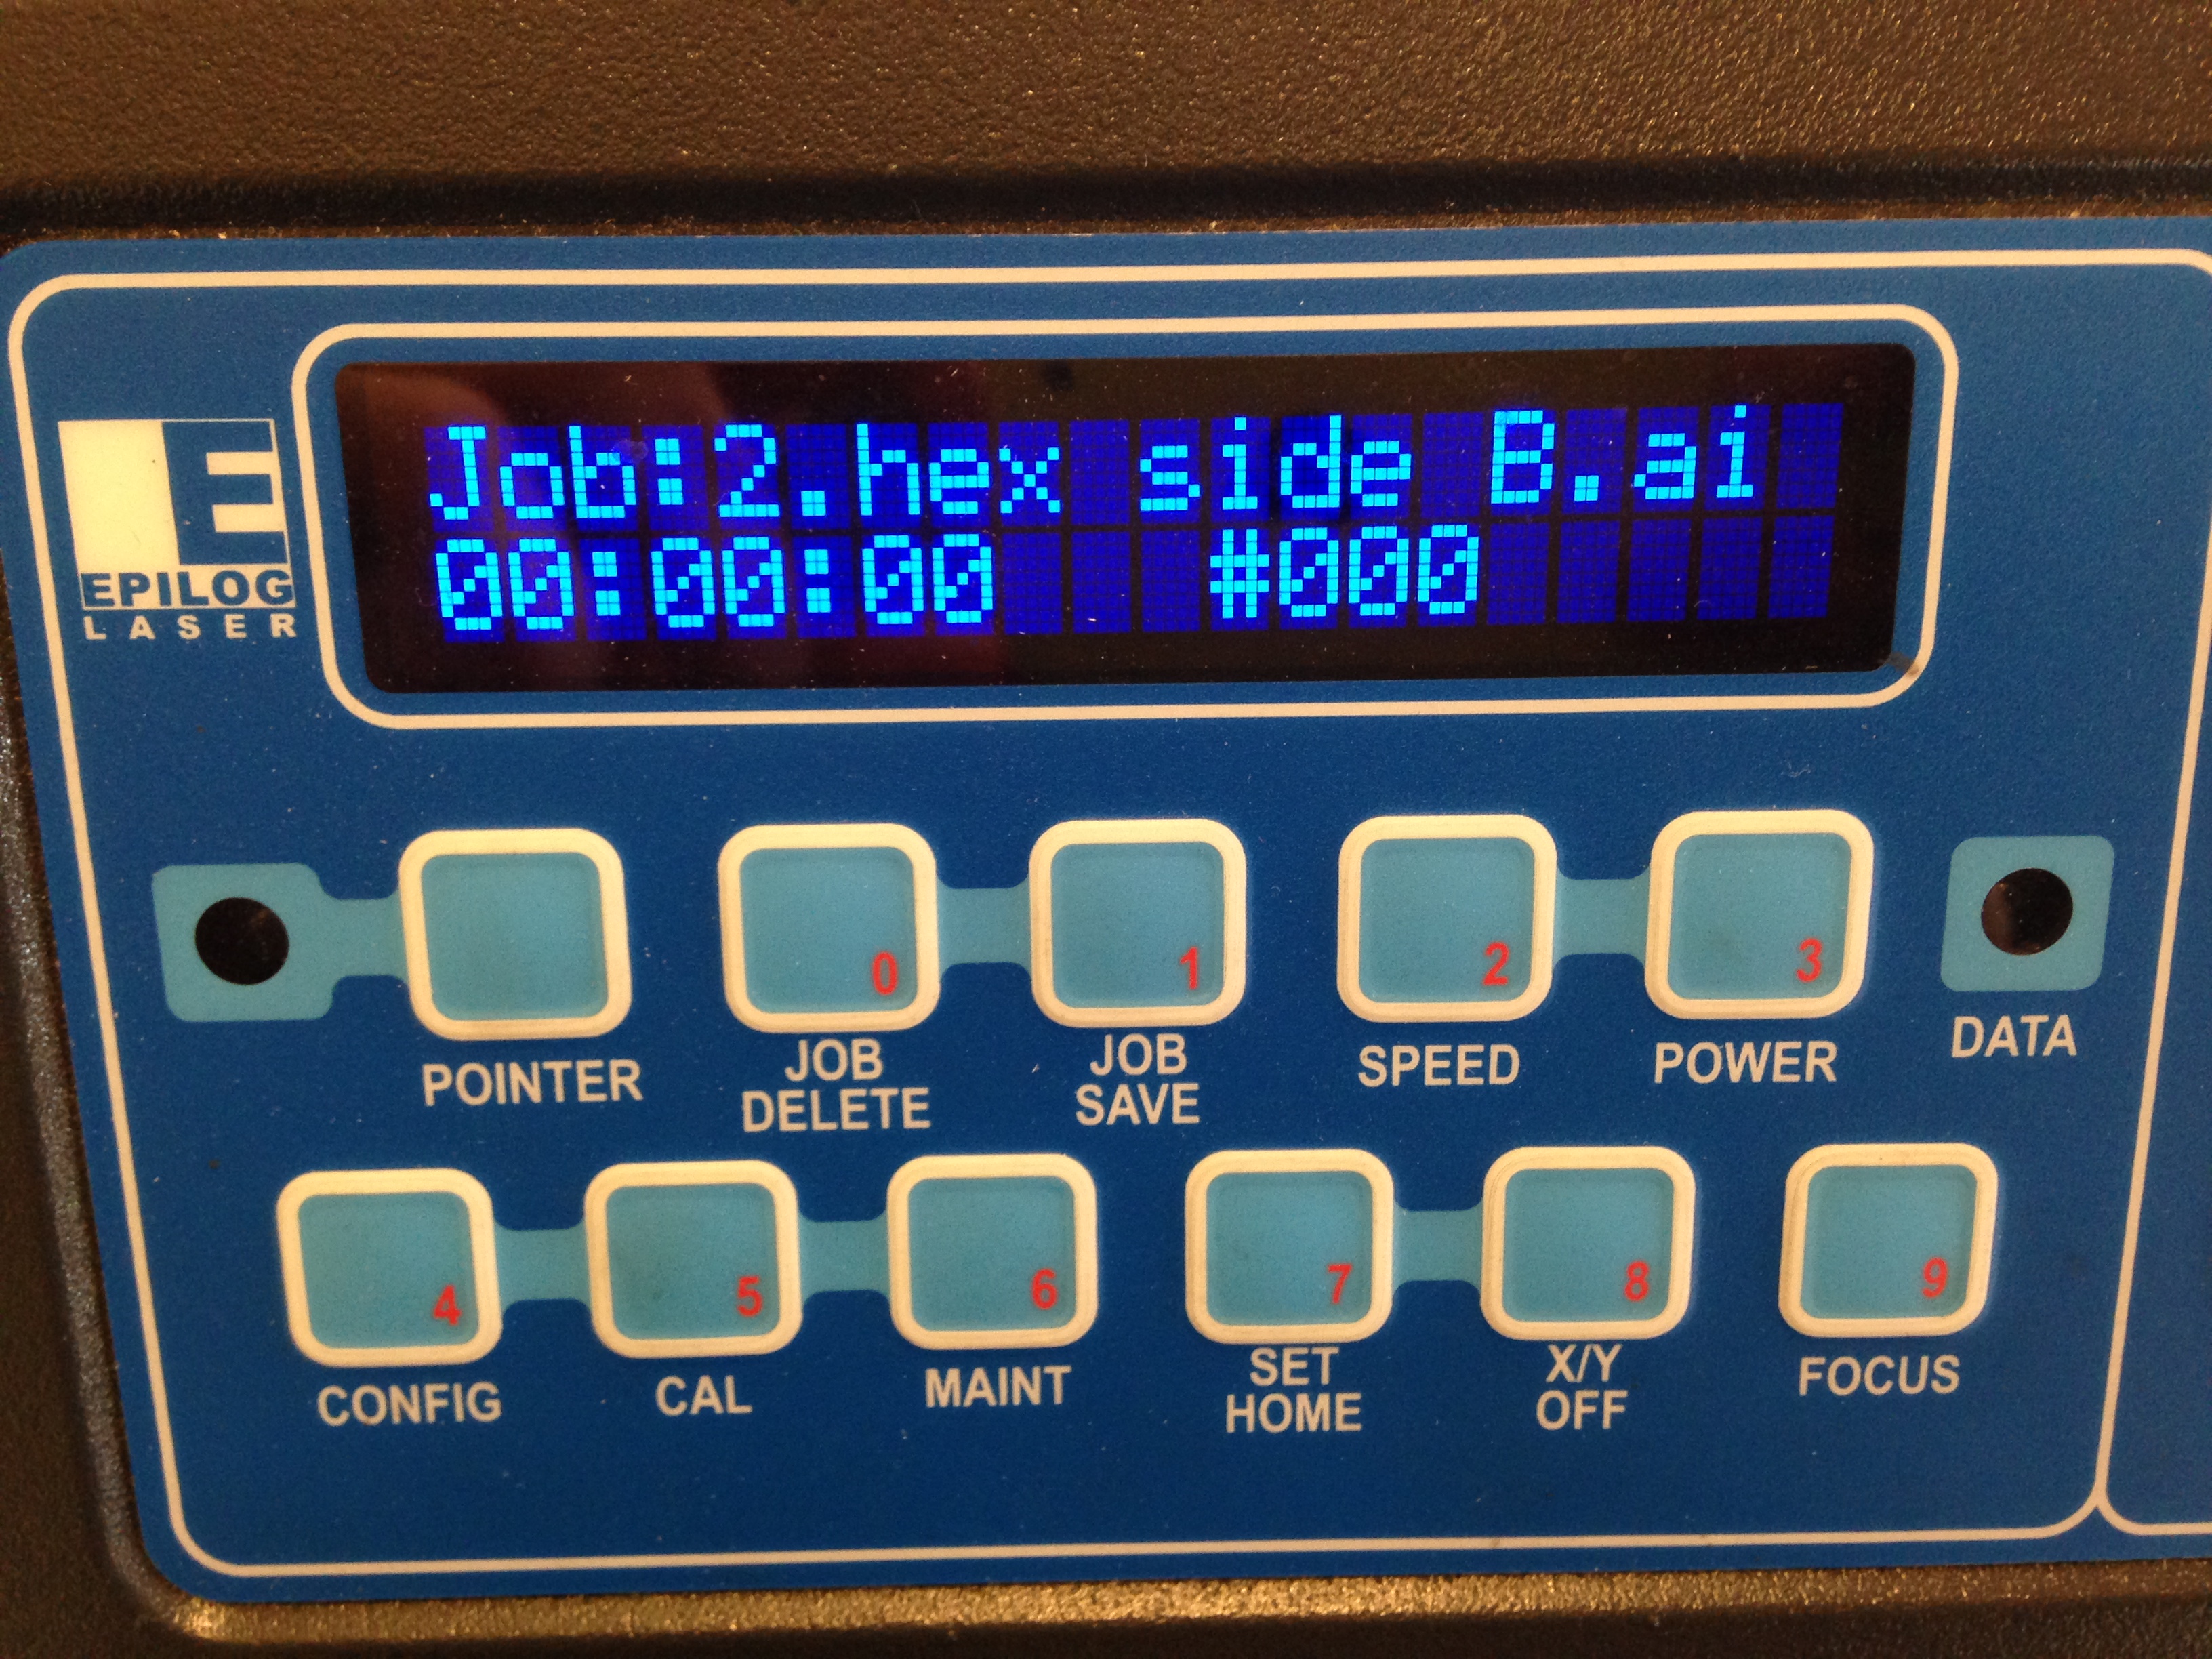 Job:2.hex side B.ai
00:00:00 #000
E
EPILOG
LASER
0
1
2
3
POINTER
JOB
DELETE
JOB
SAVE
SPEED
POWER
DATA
4
5
6
7
8
9
CONFIG
CAL
MAINT
SET
HOME
X/Y
OFF
FOCUS